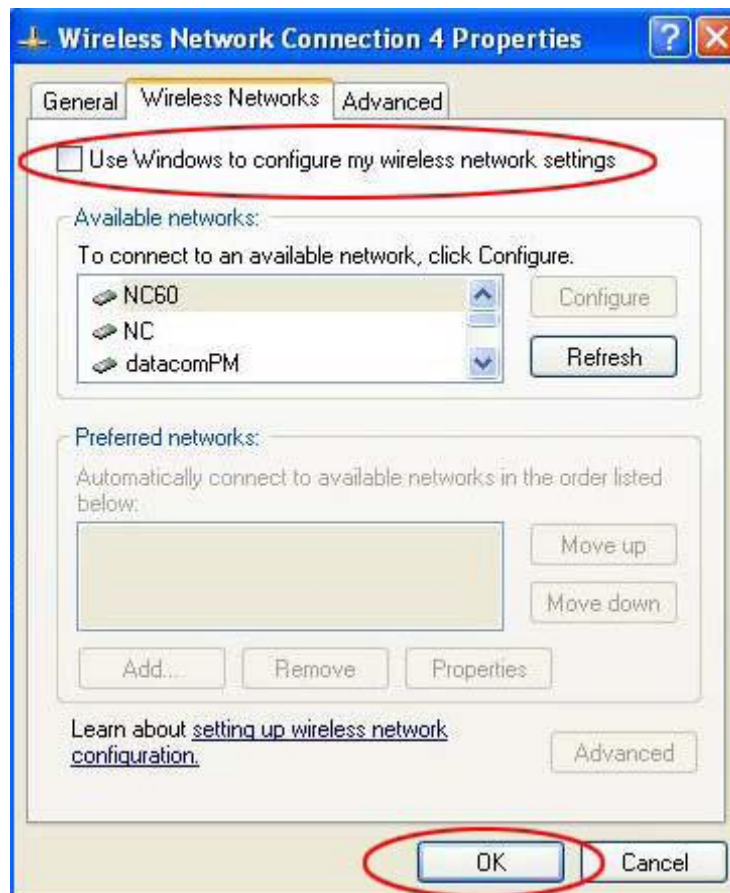 Wireless Network Connection 4 Properties
General
Wireless Networks
Advanced
Use Windows to configure my wireless network settings
Available networks:
To connect to an available network, click Configure.
NC60
NC
datacomPM
Configure
Refresh
Preferred networks:
Automatically connect to available networks in the order listed
below:
Move up
Move down
Add...
Remove
Properties
Learn about setting up wireless network
configuration.
Advanced
OK
Cancel